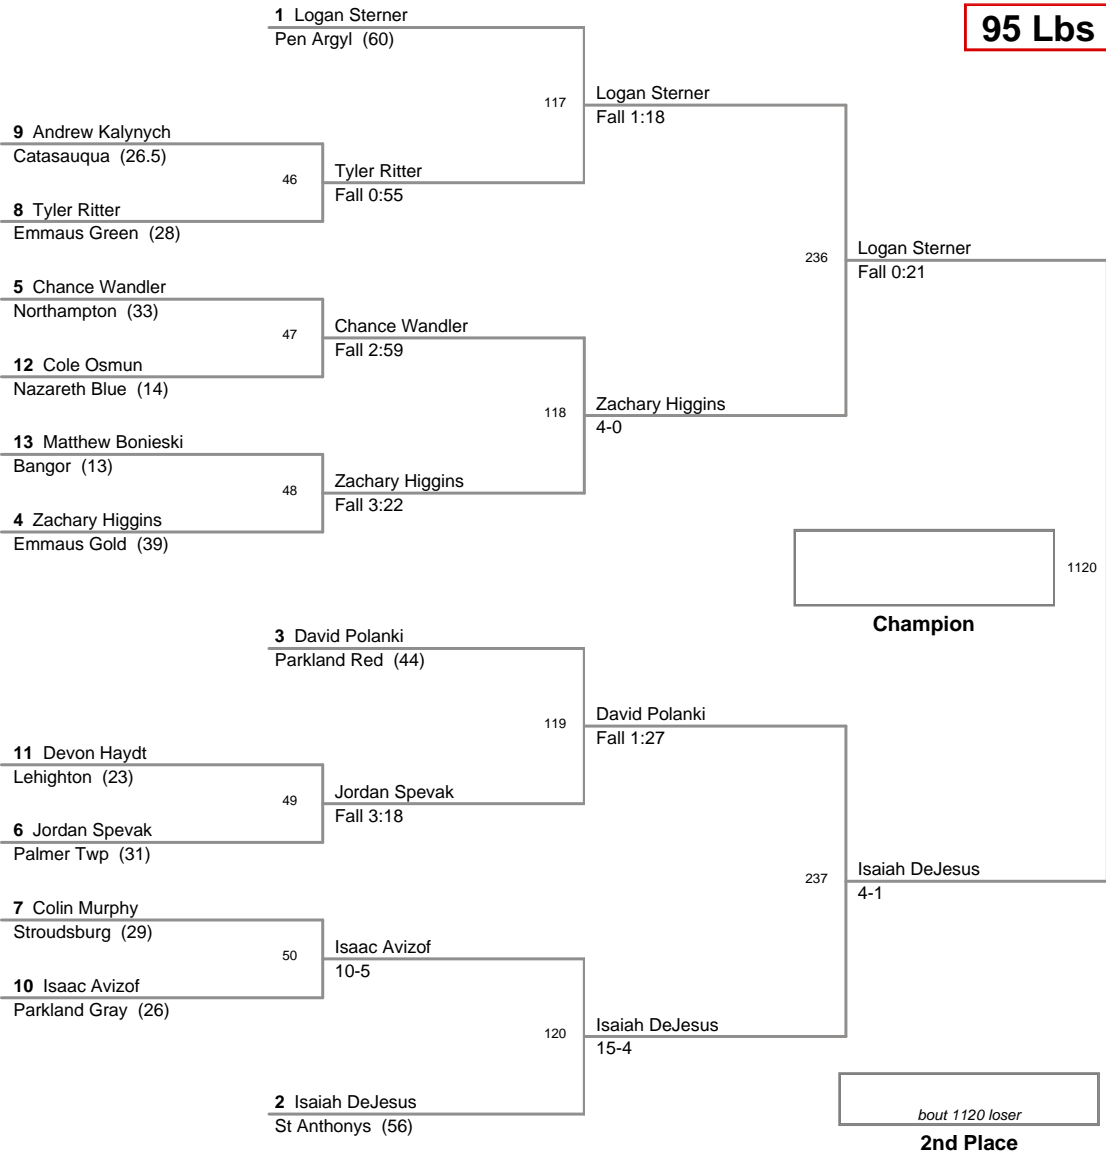 1 Logan Sterner
Pen Argyl (60)
95 Lbs
117
Logan Sterner
Fall 1:18
9 Andrew Kalynych
Catasauqua (26.5)
46
Tyler Ritter
Fall 0:55
8 Tyler Ritter
Emmaus Green (28)
236
Logan Sterner
Fall 0:21
5 Chance Wandler
Northampton (33)
47
Chance Wandler
Fall 2:59
12 Cole Osmun
Nazareth Blue (14)
118
Zachary Higgins
4-0
13 Matthew Bonieski
Bangor (13)
48
Zachary Higgins
Fall 3:22
4 Zachary Higgins
Emmaus Gold (39)
1120
Champion
3 David Polanki
Parkland Red (44)
119
David Polanki
Fall 1:27
11 Devon Haydt
Lehighton (23)
49
Jordan Spevak
Fall 3:18
6 Jordan Spevak
Palmer Twp (31)
237
Isaiah DeJesus
4-1
7 Colin Murphy
Stroudsburg (29)
50
Isaac Avizof
10-5
10 Isaac Avizof
Parkland Gray (26)
120
Isaiah DeJesus
15-4
2 Isaiah DeJesus
St Anthonys (56)
bout 1120 loser
2nd Place